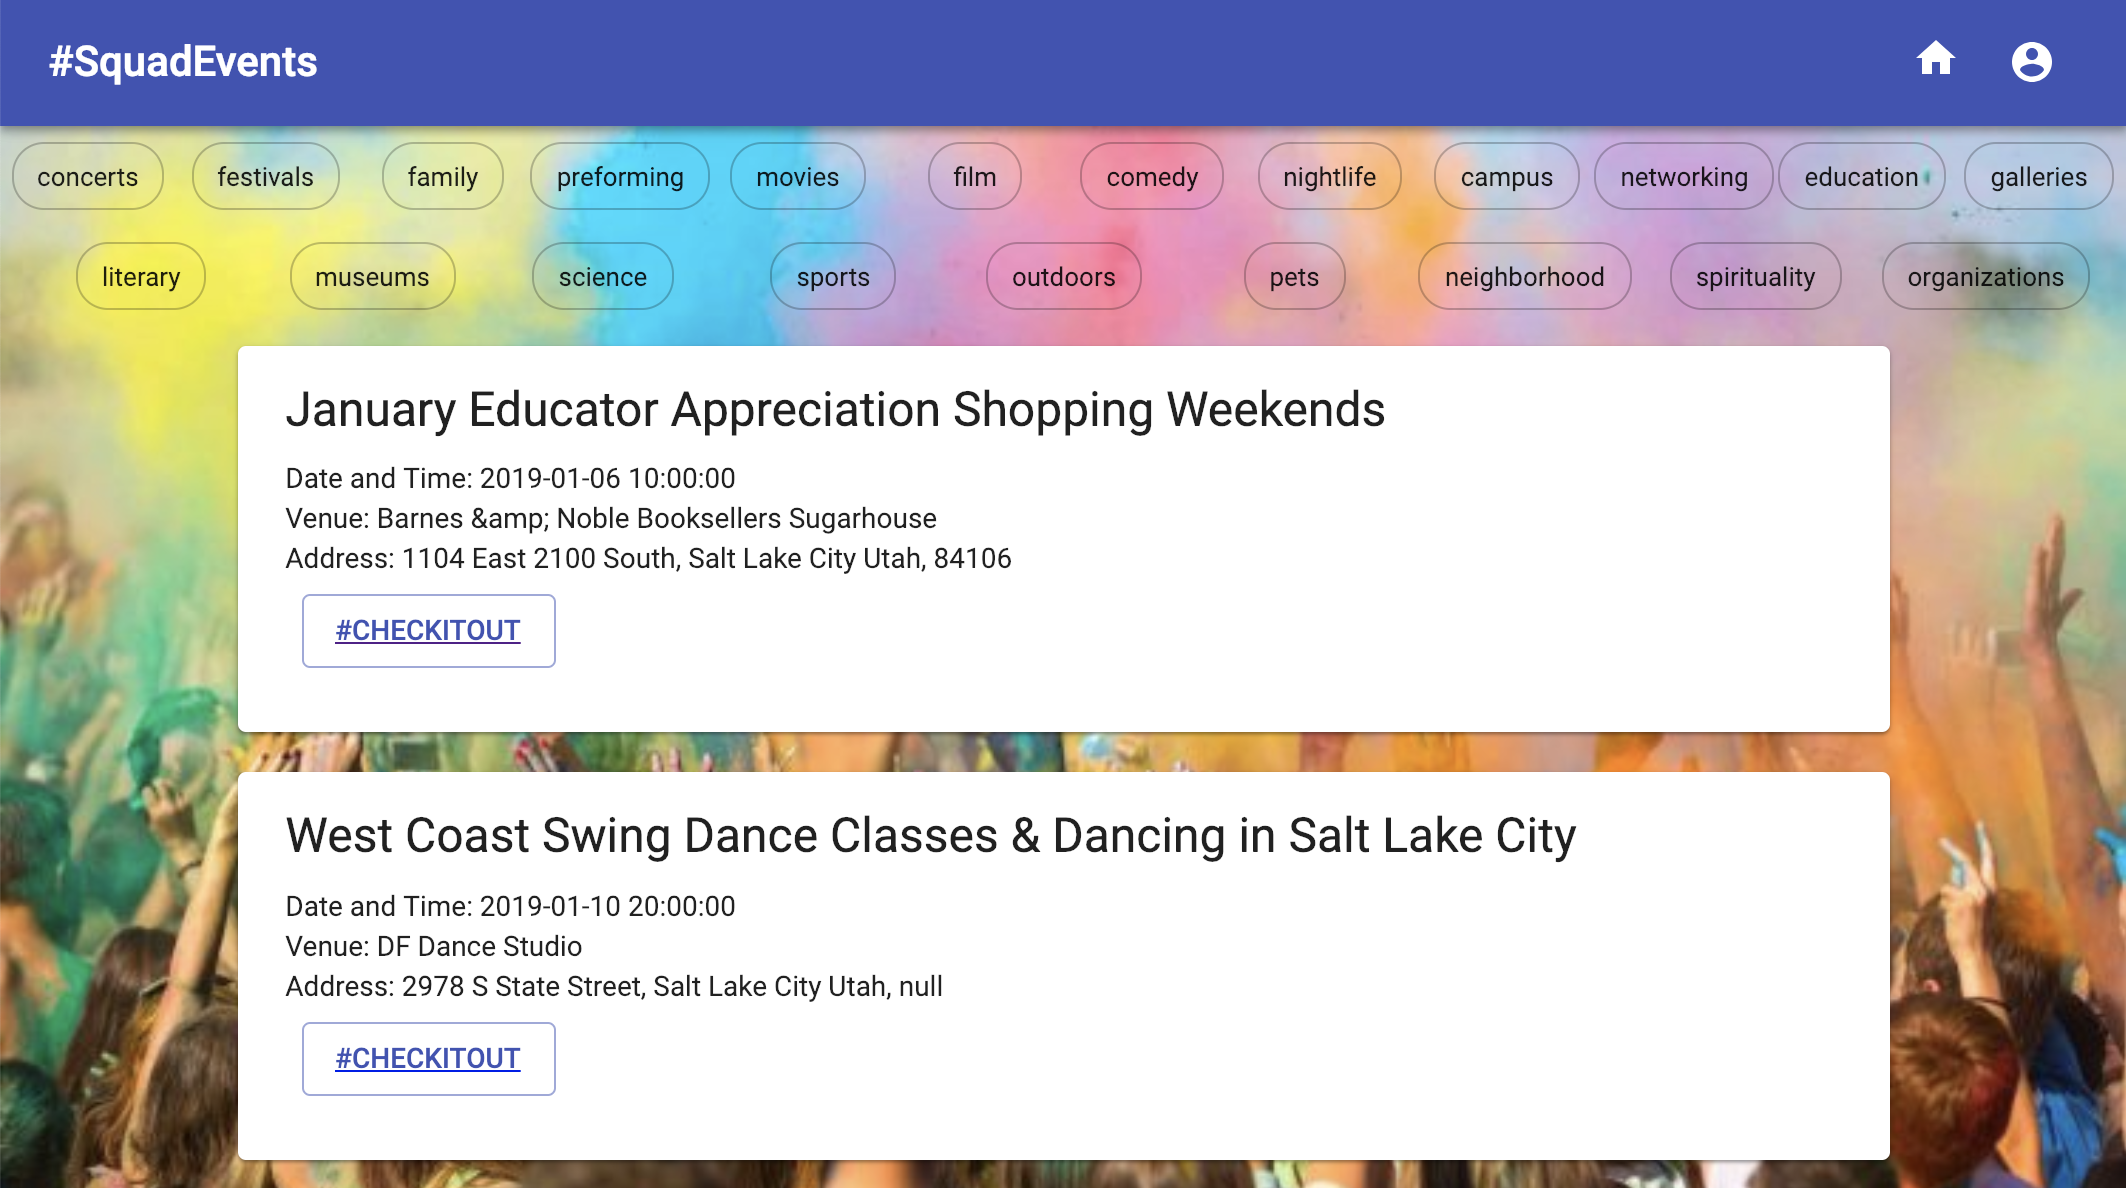 #SquadEvents
concerts festivals family preforming movies film comedy nightlife campus networking education galleries
literary museums science sports outdoors pets neighborhood spirituality organizations
January Educator Appreciation Shopping Weekends
Date and Time: 2019-01-06 10:00:00
Venue: Barnes &amp; Noble Booksellers Sugarhouse
Address: 1104 East 2100 South, Salt Lake City Utah, 84106
#CHECKITOUT
West Coast Swing Dance Classes & Dancing in Salt Lake City
Date and Time: 2019-01-10 20:00:00
Venue: DF Dance Studio
Address: 2978 S State Street, Salt Lake City Utah, null
#CHECKITOUT